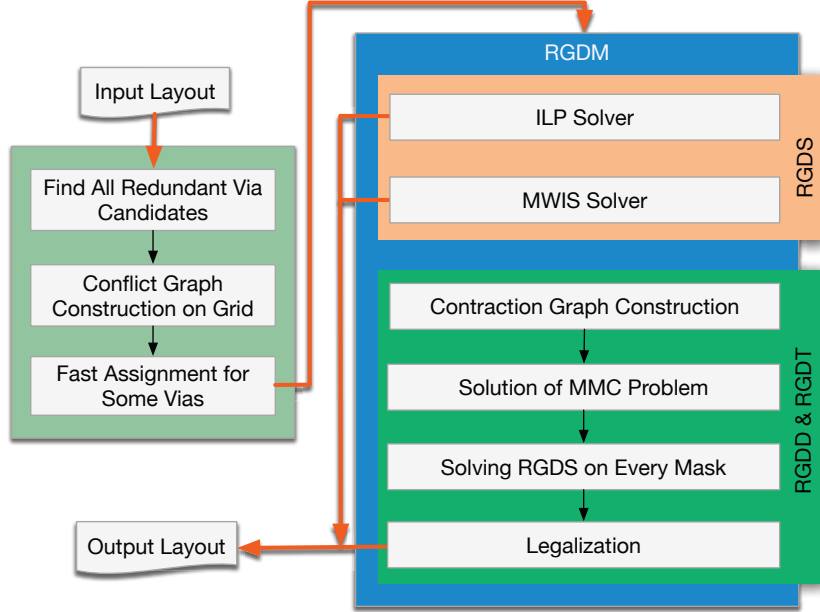 Input Layout
Find All Redundant Via
Candidates
Conflict Graph
Construction on Grid
Fast Assignment for
Some Vias
Output Layout
RGDM
ILP Solver
MWIS Solver
RGDS
Contraction Graph Construction
Solution of MMC Problem
Solving RGDS on Every Mask
Legalization
RGDD & RGDT